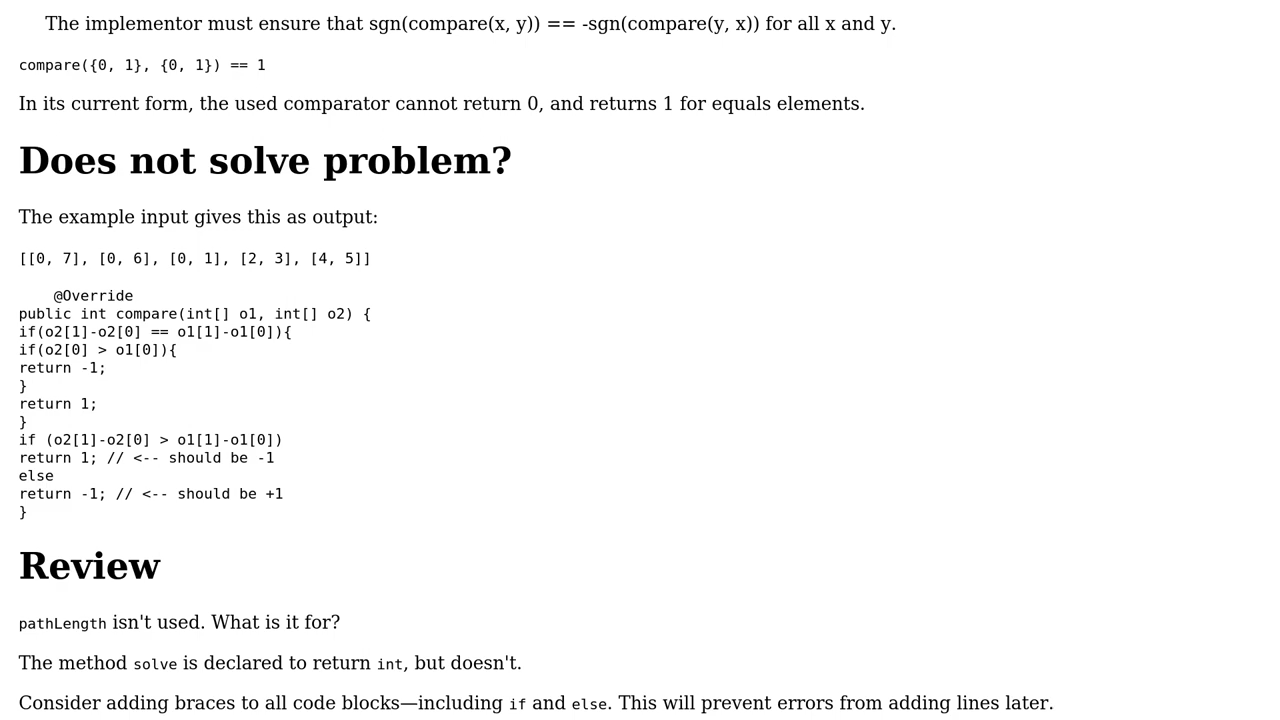 The implementor must ensure that sgn(compare(x, y)) == -sgn(compare(y, x)) for all x and y.
compare({0, 1}, {0, 1}) == 1
In its current form, the used comparator cannot return 0, and returns 1 for equals elements.
Does not solve problem?
The example input gives this as output:
[[0, 7], [0, 6], [0, 1], [2, 3], [4, 5]]
@Override
public int compare(int[] o1, int[] o2) {
if(o2[1]-o2[0] == o1[1]-o1[0]){
if(o2[0] > o1[0]){
return -1;
}
return 1;
}
if (o2[1]-o2[0] > o1[1]-o1[0])
return 1; // <-- should be -1
else
return -1; // <-- should be +1
}
Review
pathLength isn't used. What is it for?
The method solve is declared to return int, but doesn't.
Consider adding braces to all code blocks—including if and else. This will prevent errors from adding lines later.